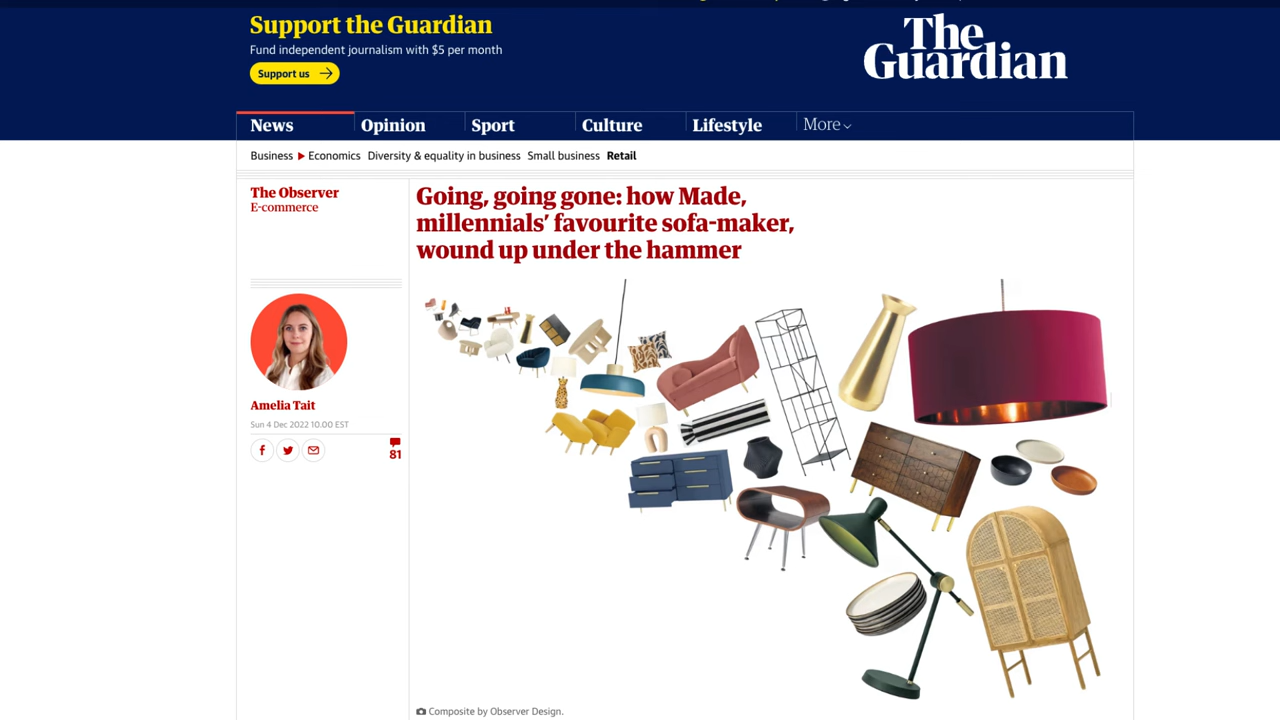 Support the Guardian
Fund independent journalism with $5 per month
Support us
The
Guardian
News
Opinion
Sport
Culture
Lifestyle
More
Business
Economics
Diversity & equality in business
Small business
Retail
The Observer
E-commerce
Going, going gone: how Made,
millennials’ favourite sofa-maker,
wound up under the hammer
Amelia Tait
Sun 4 Dec 2022 10.00 EST
81
Composite by Observer Design.